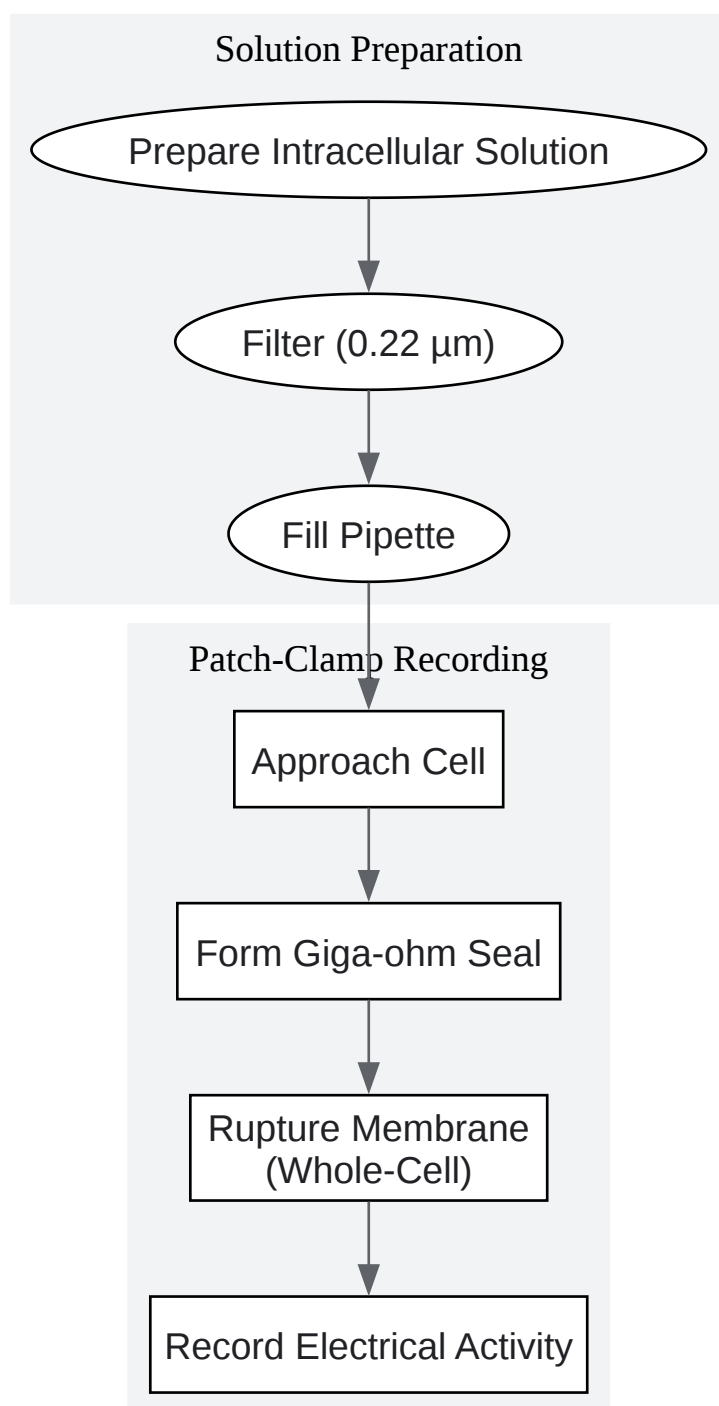 Solution Preparation
Prepare Intracellular Solution
Filter (0.22 µm)
Fill Pipette
Patch-Clamp Recording
Approach Cell
Form Giga-ohm Seal
Rupture Membrane
(Whole-Cell)
Record Electrical Activity